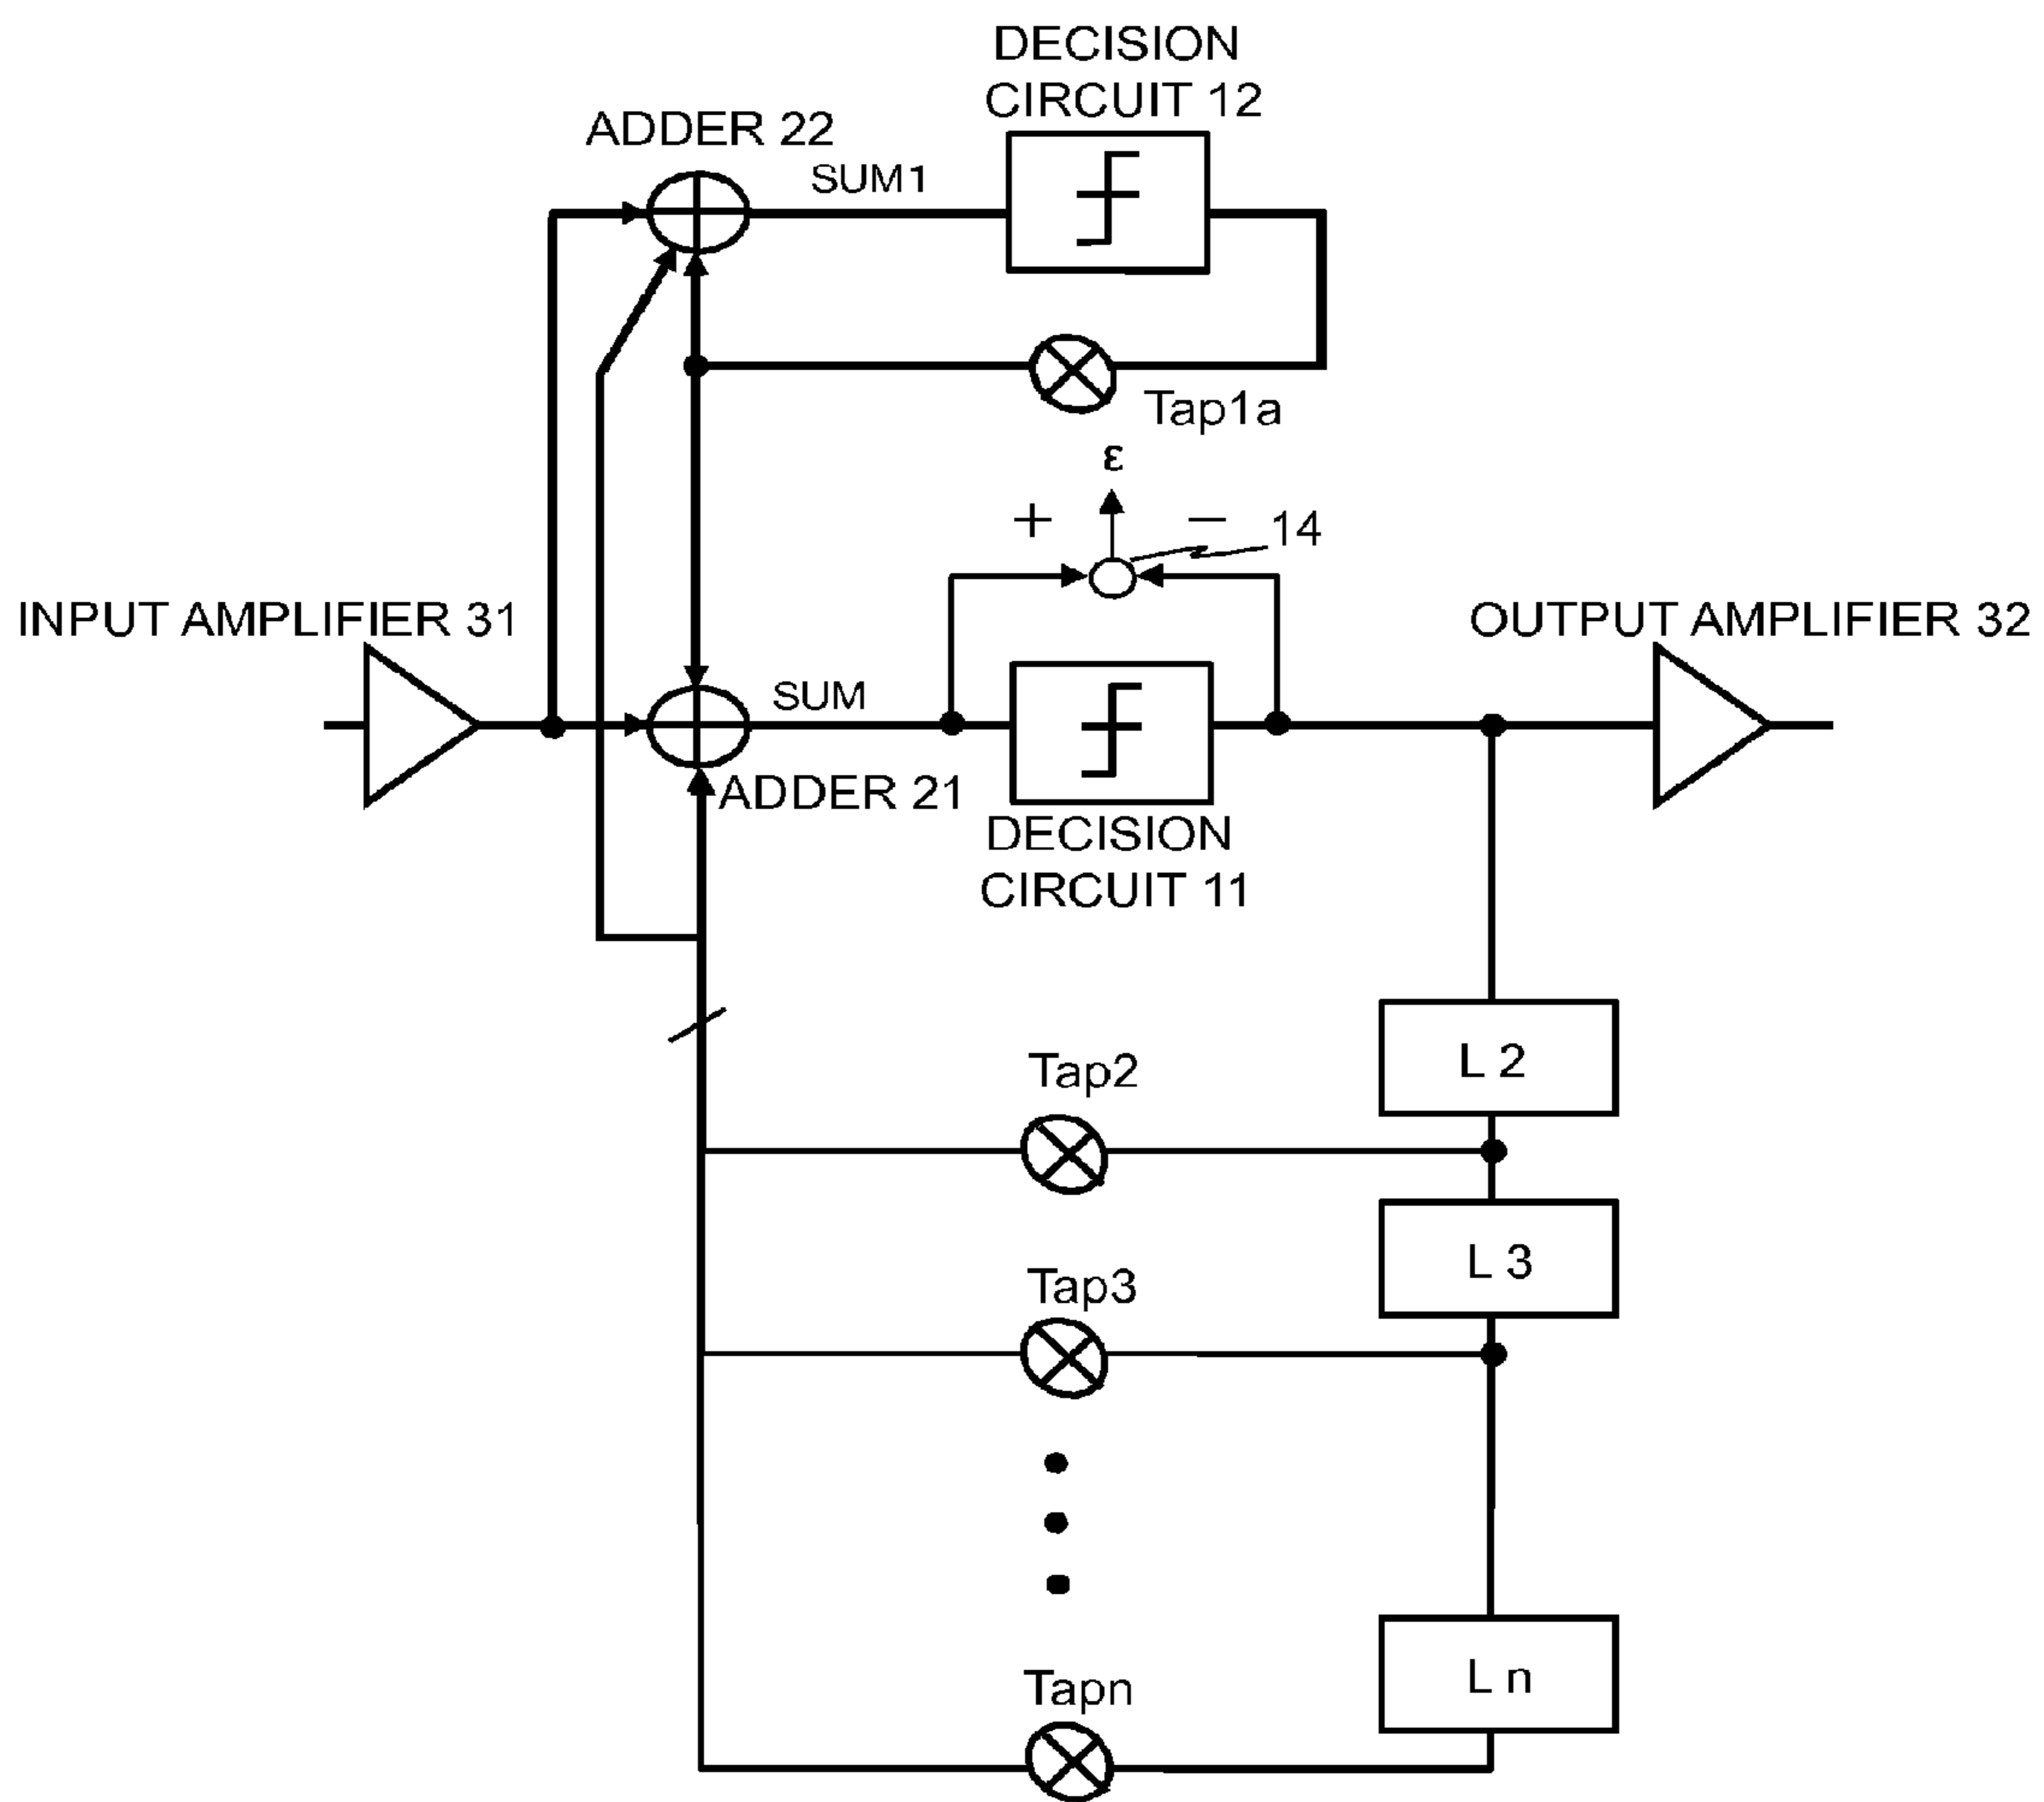 DECISION
CIRCUIT 12
ADDER 22
SUM1
Tap1a
ε
+
−
14
INPUT AMPLIFIER 31
OUTPUT AMPLIFIER 32
SUM
ADDER 21
DECISION
CIRCUIT 11
L 2
Tap2
L 3
Tap3
L n
Tapn